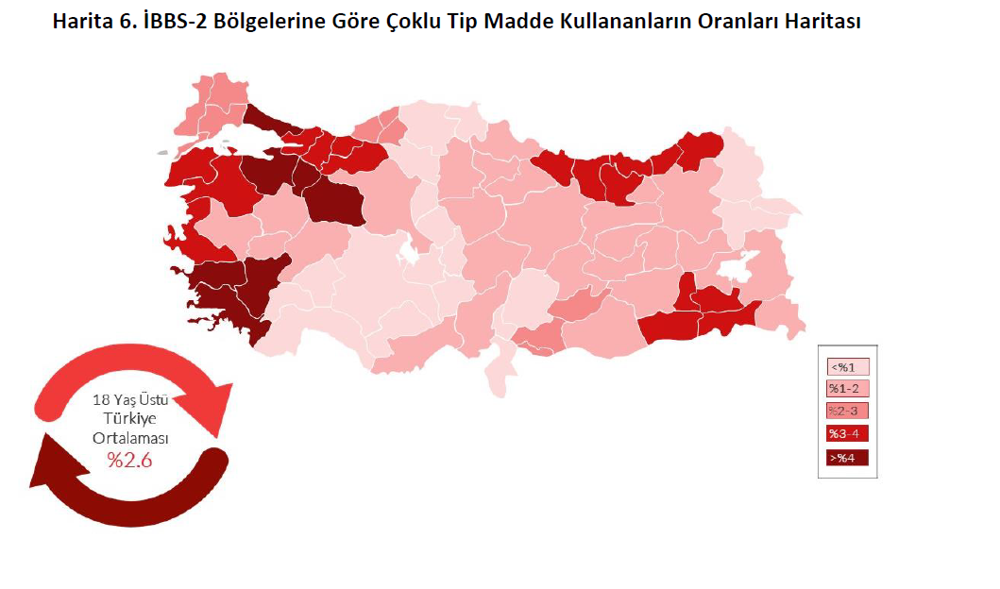 Harita 6. İBBS-2 Bölgelerine Göre Çoklu Tip Madde Kullananların Oranları Haritası
18 Yaş Üstü
Türkiye
Ortalaması
%2.6
<%1
%1-2
%2-3
%3-4
>%4